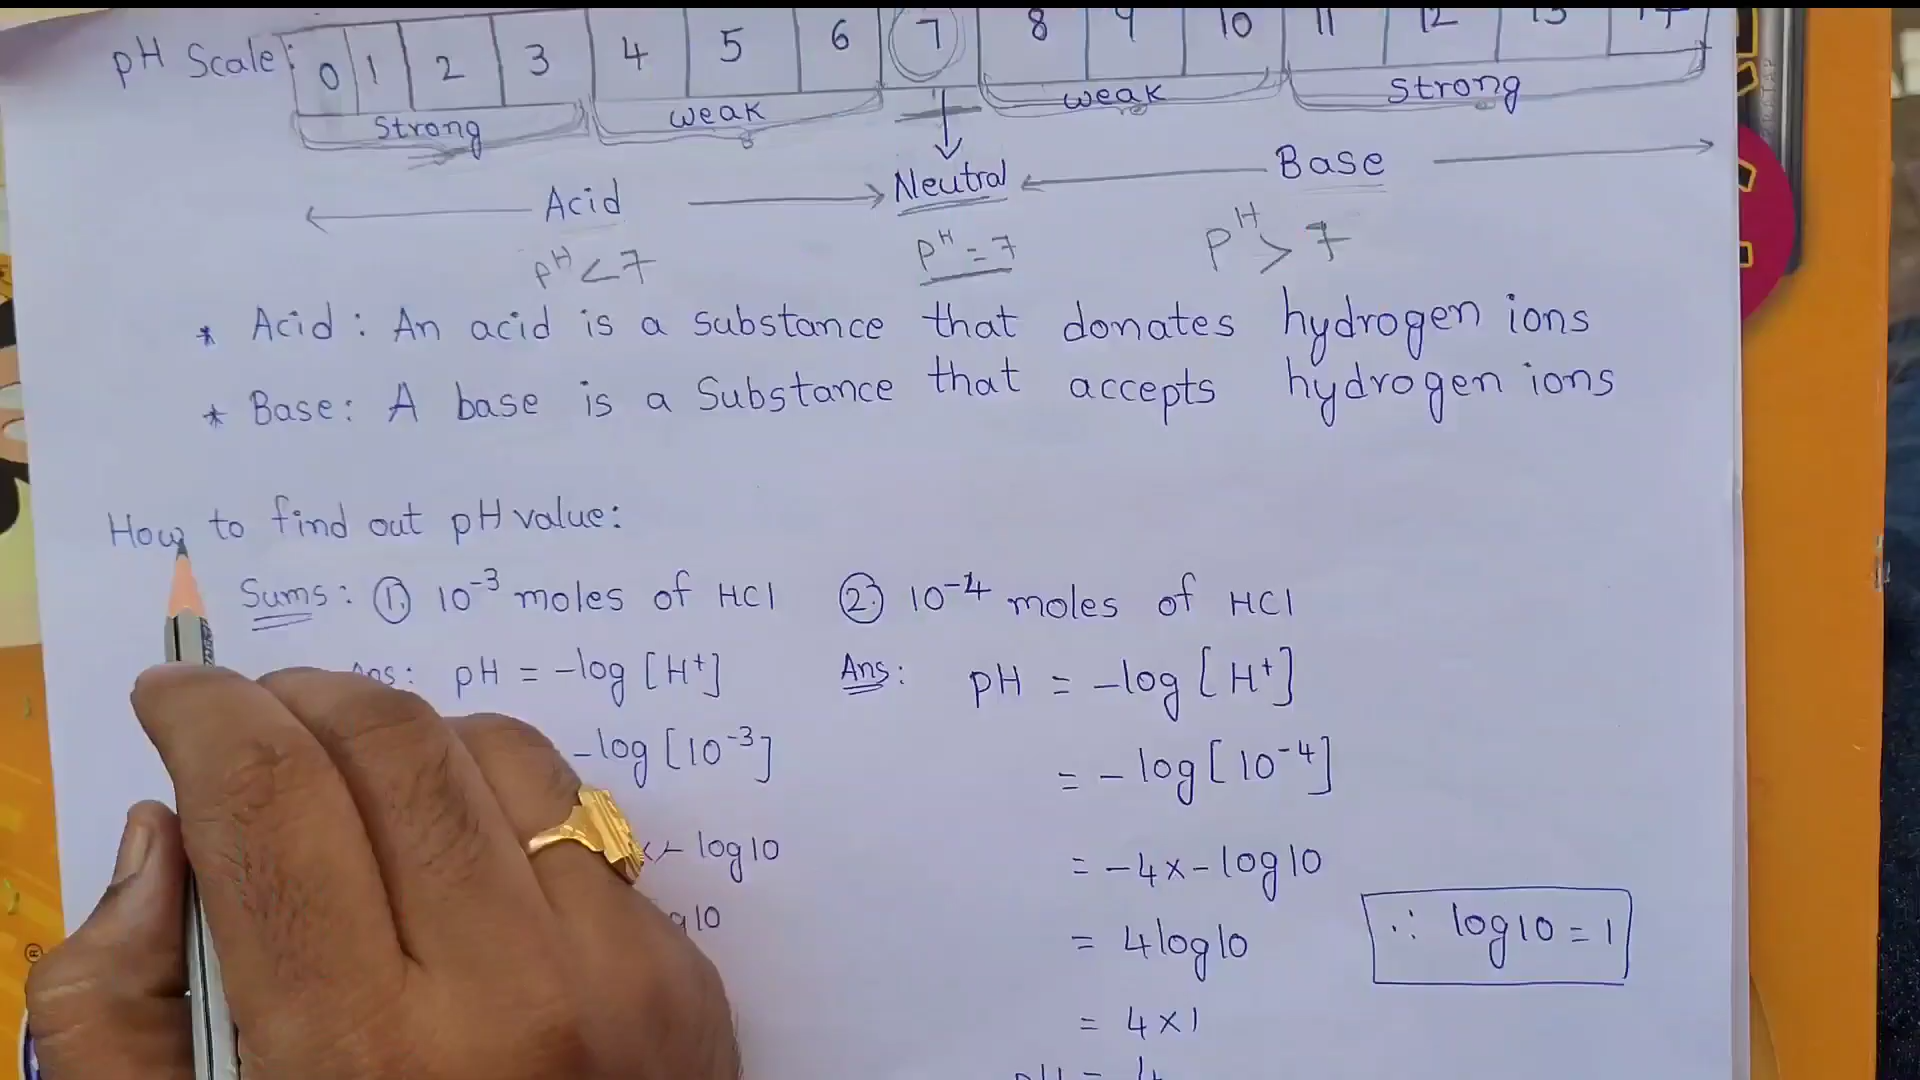 pH Scale: 0 1 2 3 4 5 6 7 8 9 10 11 12 13 14
Strong weak weak Strong
Acid Neutral Base
pH < 7 pH = 7 pH > 7
* Acid : An acid is a substance that donates hydrogen ions
* Base : A base is a Substance that accepts hydrogen ions
How to find out pH value:
Sums : ① 10⁻³ moles of HCl ② 10⁻⁴ moles of HCl
Ans: pH = -log [H⁺] Ans: pH = -log [H⁺]
-log [10⁻³] = -log [10⁻⁴]
- log10 = -4x-log10
= 4log10
∴ log10 = 1
= 4x1